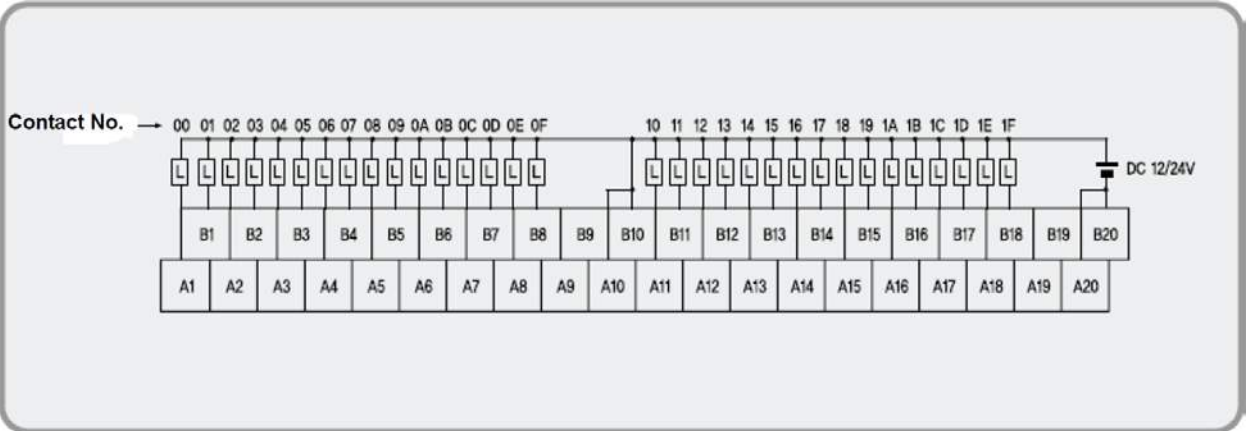 Contact No. → 00 01 02 03 04 05 06 07 08 09 0A 0B 0C 0D 0E 0F 10 11 12 13 14 15 16 17 18 19 1A 1B 1C 1D 1E 1F
L L L L L L L L L L L L L L L L L L L L L L L L L L L L L L L L DC 12/24V
B1 B2 B3 B4 B5 B6 B7 B8 B9 B10 B11 B12 B13 B14 B15 B16 B17 B18 B19 B20
A1 A2 A3 A4 A5 A6 A7 A8 A9 A10 A11 A12 A13 A14 A15 A16 A17 A18 A19 A20